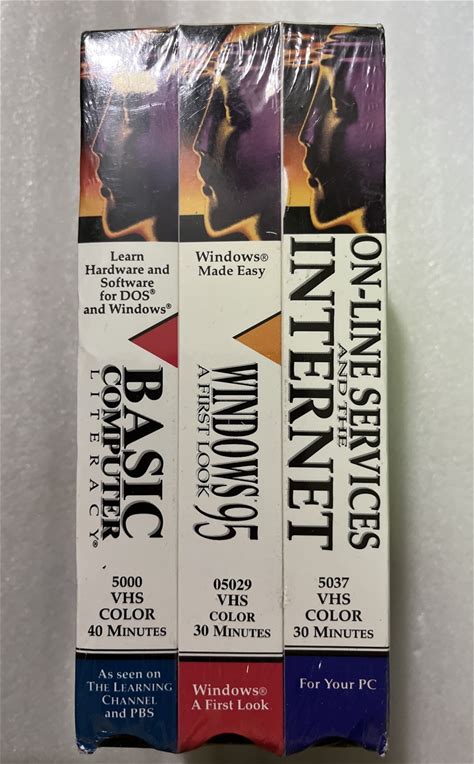 Learn
Hardware and
Software
for DOS®
and Windows®
BASIC
COMPUTER
LITERACY®
5000
VHS
COLOR
40 MINUTES
As seen on
THE LEARNING
CHANNEL
and PBS
Windows®
Made Easy
WINDOWS'95
A FIRST LOOK
05029
VHS
COLOR
30 MINUTES
Windows®
A First Look
ON-LINE SERVICES
AND THE
INTERNET
5037
VHS
COLOR
30 MINUTES
For Your PC